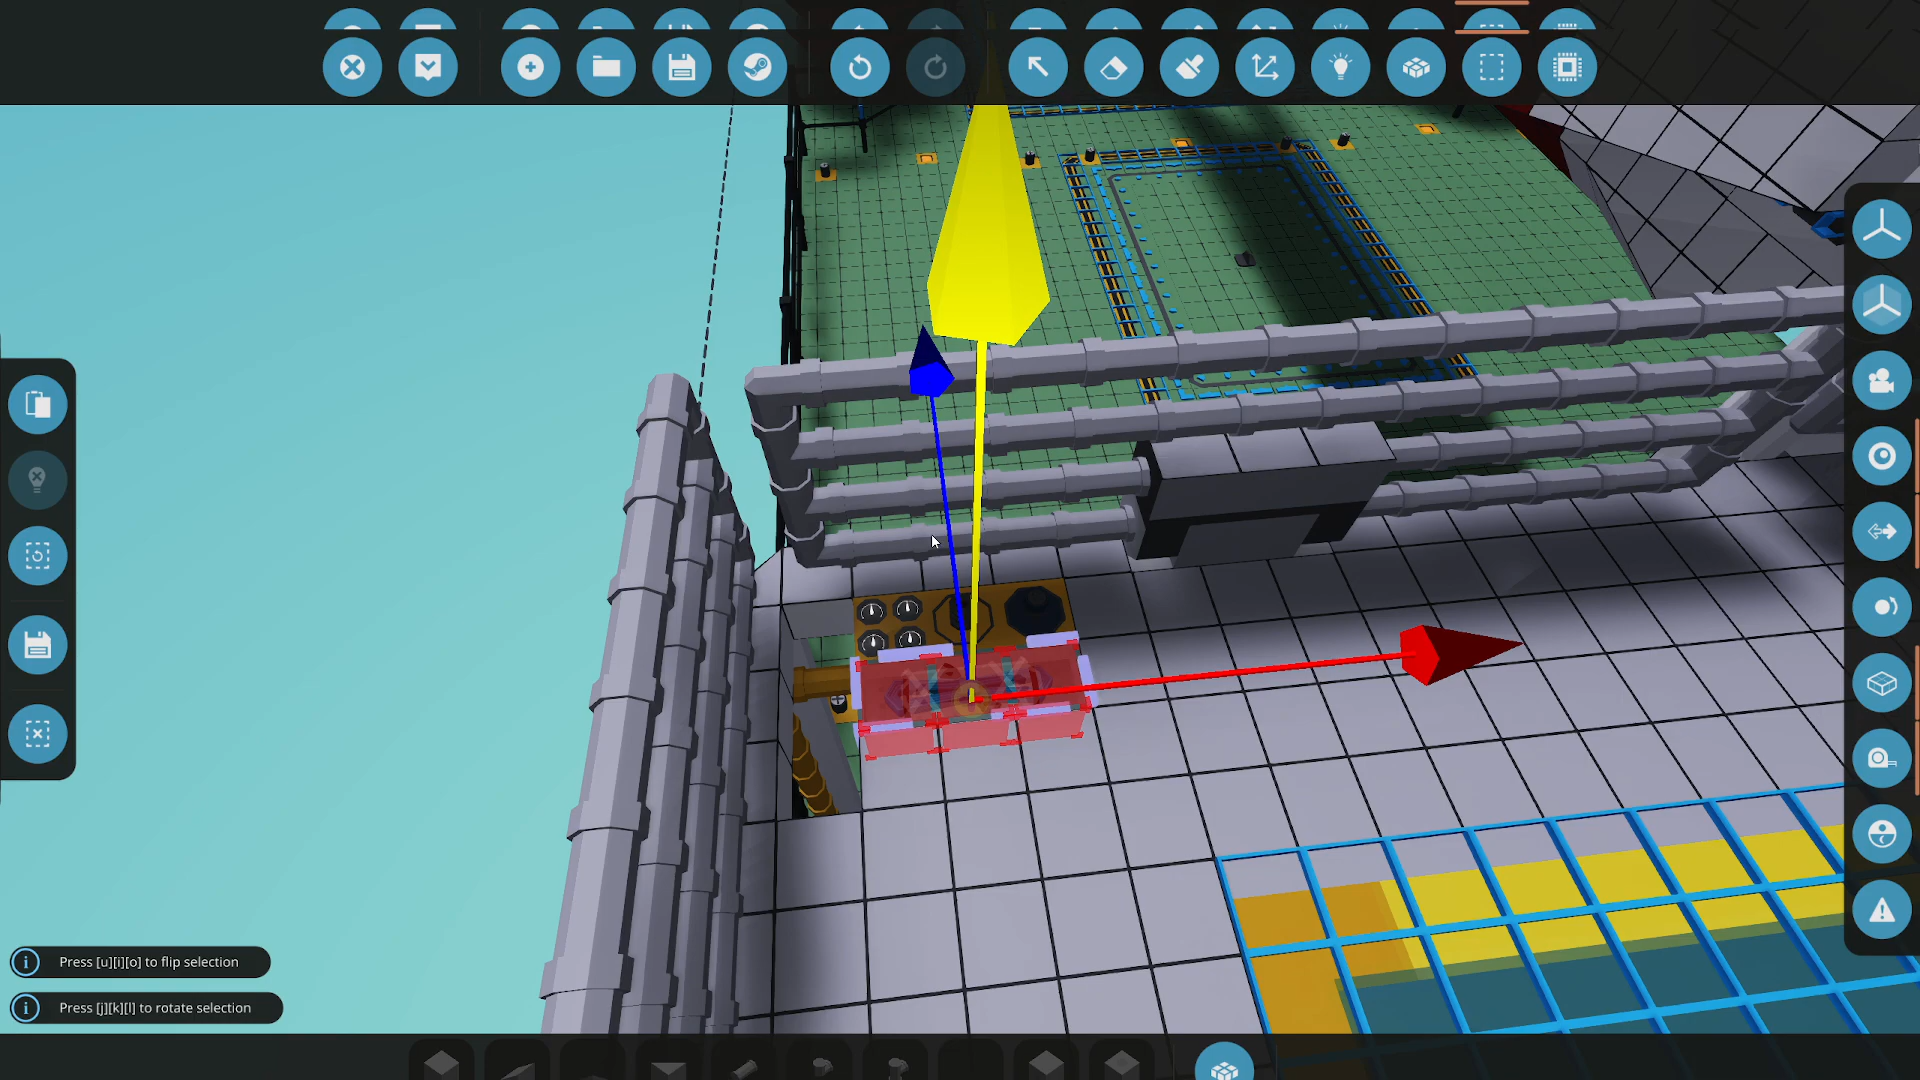 Press [u][i][o] to flip selection
Press [j][k][l] to rotate selection